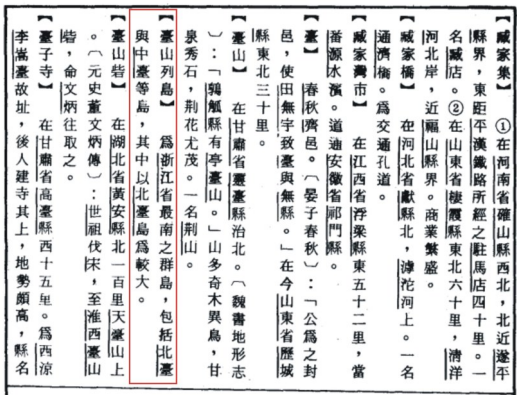 【臧家集】 ①在河南省確山縣西北，北近遂平
縣界，東距平漢鐵路所經之駐馬店四十里。一
名臧店。②在山東省棲霞縣東北六十里，清洋
河北岸，近福山縣界。商業繁盛。
【臧家橋】 在河北省獻縣北，滹沱河上。一名
通濟橋。爲交通孔道。
【臧家灣市】 在江西省浮梁縣東五十二里，當
番源水濱。道通安徽省祁門縣。
【臺】 春秋齊邑。〔晏子春秋〕：「公爲之封
邑，使田無宇致臺與無鹽。」在今山東省歷城
縣東北三十里。
【臺山】 在甘肅省靈臺縣治北。〔魏書地形志
〕：「鶉觚縣有亭臺山。」山多奇木異鳥，甘
泉秀石，荆花尤茂。一名荆山。
【臺山列島】 爲浙江省最南之群島，包括北臺
與中臺等島，其中以北臺島爲較大。
【臺山砦】 在湖北省黃安縣北一百里天臺山上
。〔元史董文炳傳〕：世祖伐宋，至淮西臺山
砦，命文炳往取之。
【臺子寺】 在甘肅省高臺縣西十五里。爲西涼
李暠臺故址，後人建寺其上，地勢頗高，縣名